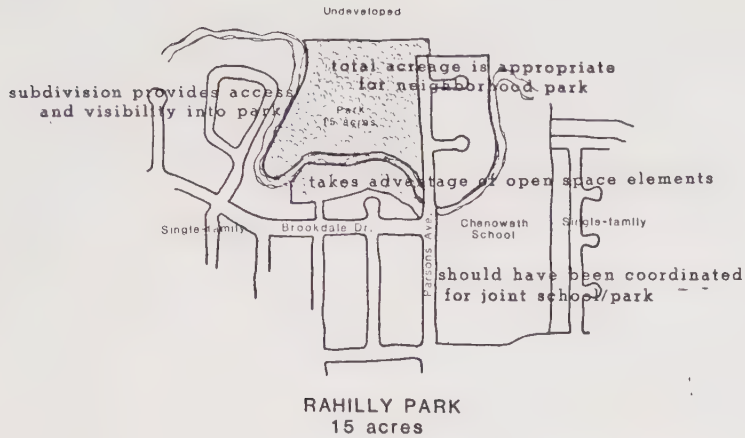 Undeveloped
total acreage is appropriate
for neighborhood park
subdivision provides access
and visibility into park
Park
15 acres
takes advantage of open space elements
Single-family
Brookdale Dr.
Parsons Ave.
Chenowath
School
Single-family
should have been coordinated
for joint school/park
RAHILLY PARK
15 acres